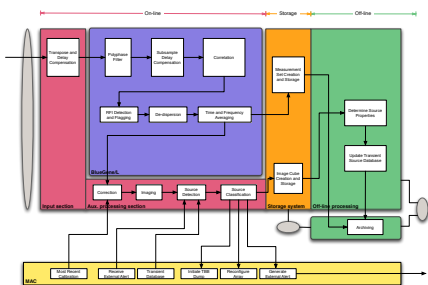 On-line
Storage
Off-line
Transpose and
Delay
Compensation
Polyphase
Filter
Subsample
Delay
Compensation
Correlation
Measurement
Set Creation
and Storage
RFI Detection
and Flagging
De-dispersion
Time and Frequency
Averaging
Determine Source
Properties
Update Transient
Source Database
BlueGene/L
Image Cube
Creation
and Storage
Correction
Imaging
Source
Detection
Source
Classification
Input section
Aux. processing section
Storage system
Off-line processing
Archiving
Most Recent
Calibration
Receive
External Alert
Transient
Database
Initiate TBB
Dump
Reconfigure
Array
Generate
External Alert
MAC